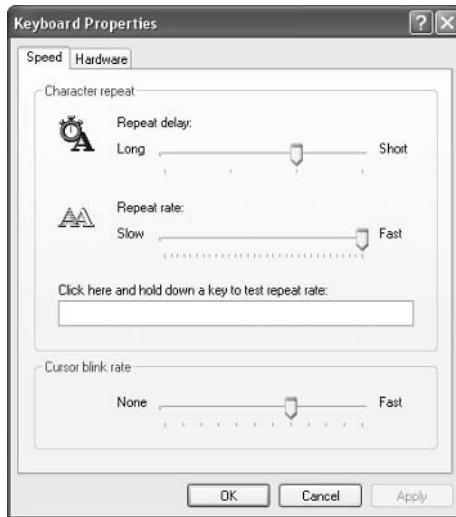 Keyboard Properties
Speed Hardware
Character repeat
Repeat delay:
Long Short
Repeat rate:
Slow Fast
Click here and hold down a key to test repeat rate:
Cursor blink rate
None Fast
OK Cancel Apply